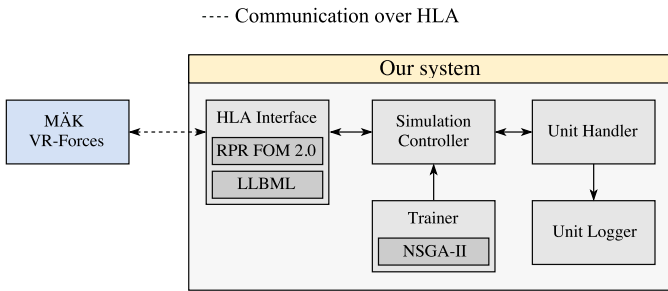 ---- Communication over HLA
Our system
MÄK
VR-Forces
HLA Interface
RPR FOM 2.0
LLBML
Simulation
Controller
Unit Handler
Trainer
NSGA-II
Unit Logger